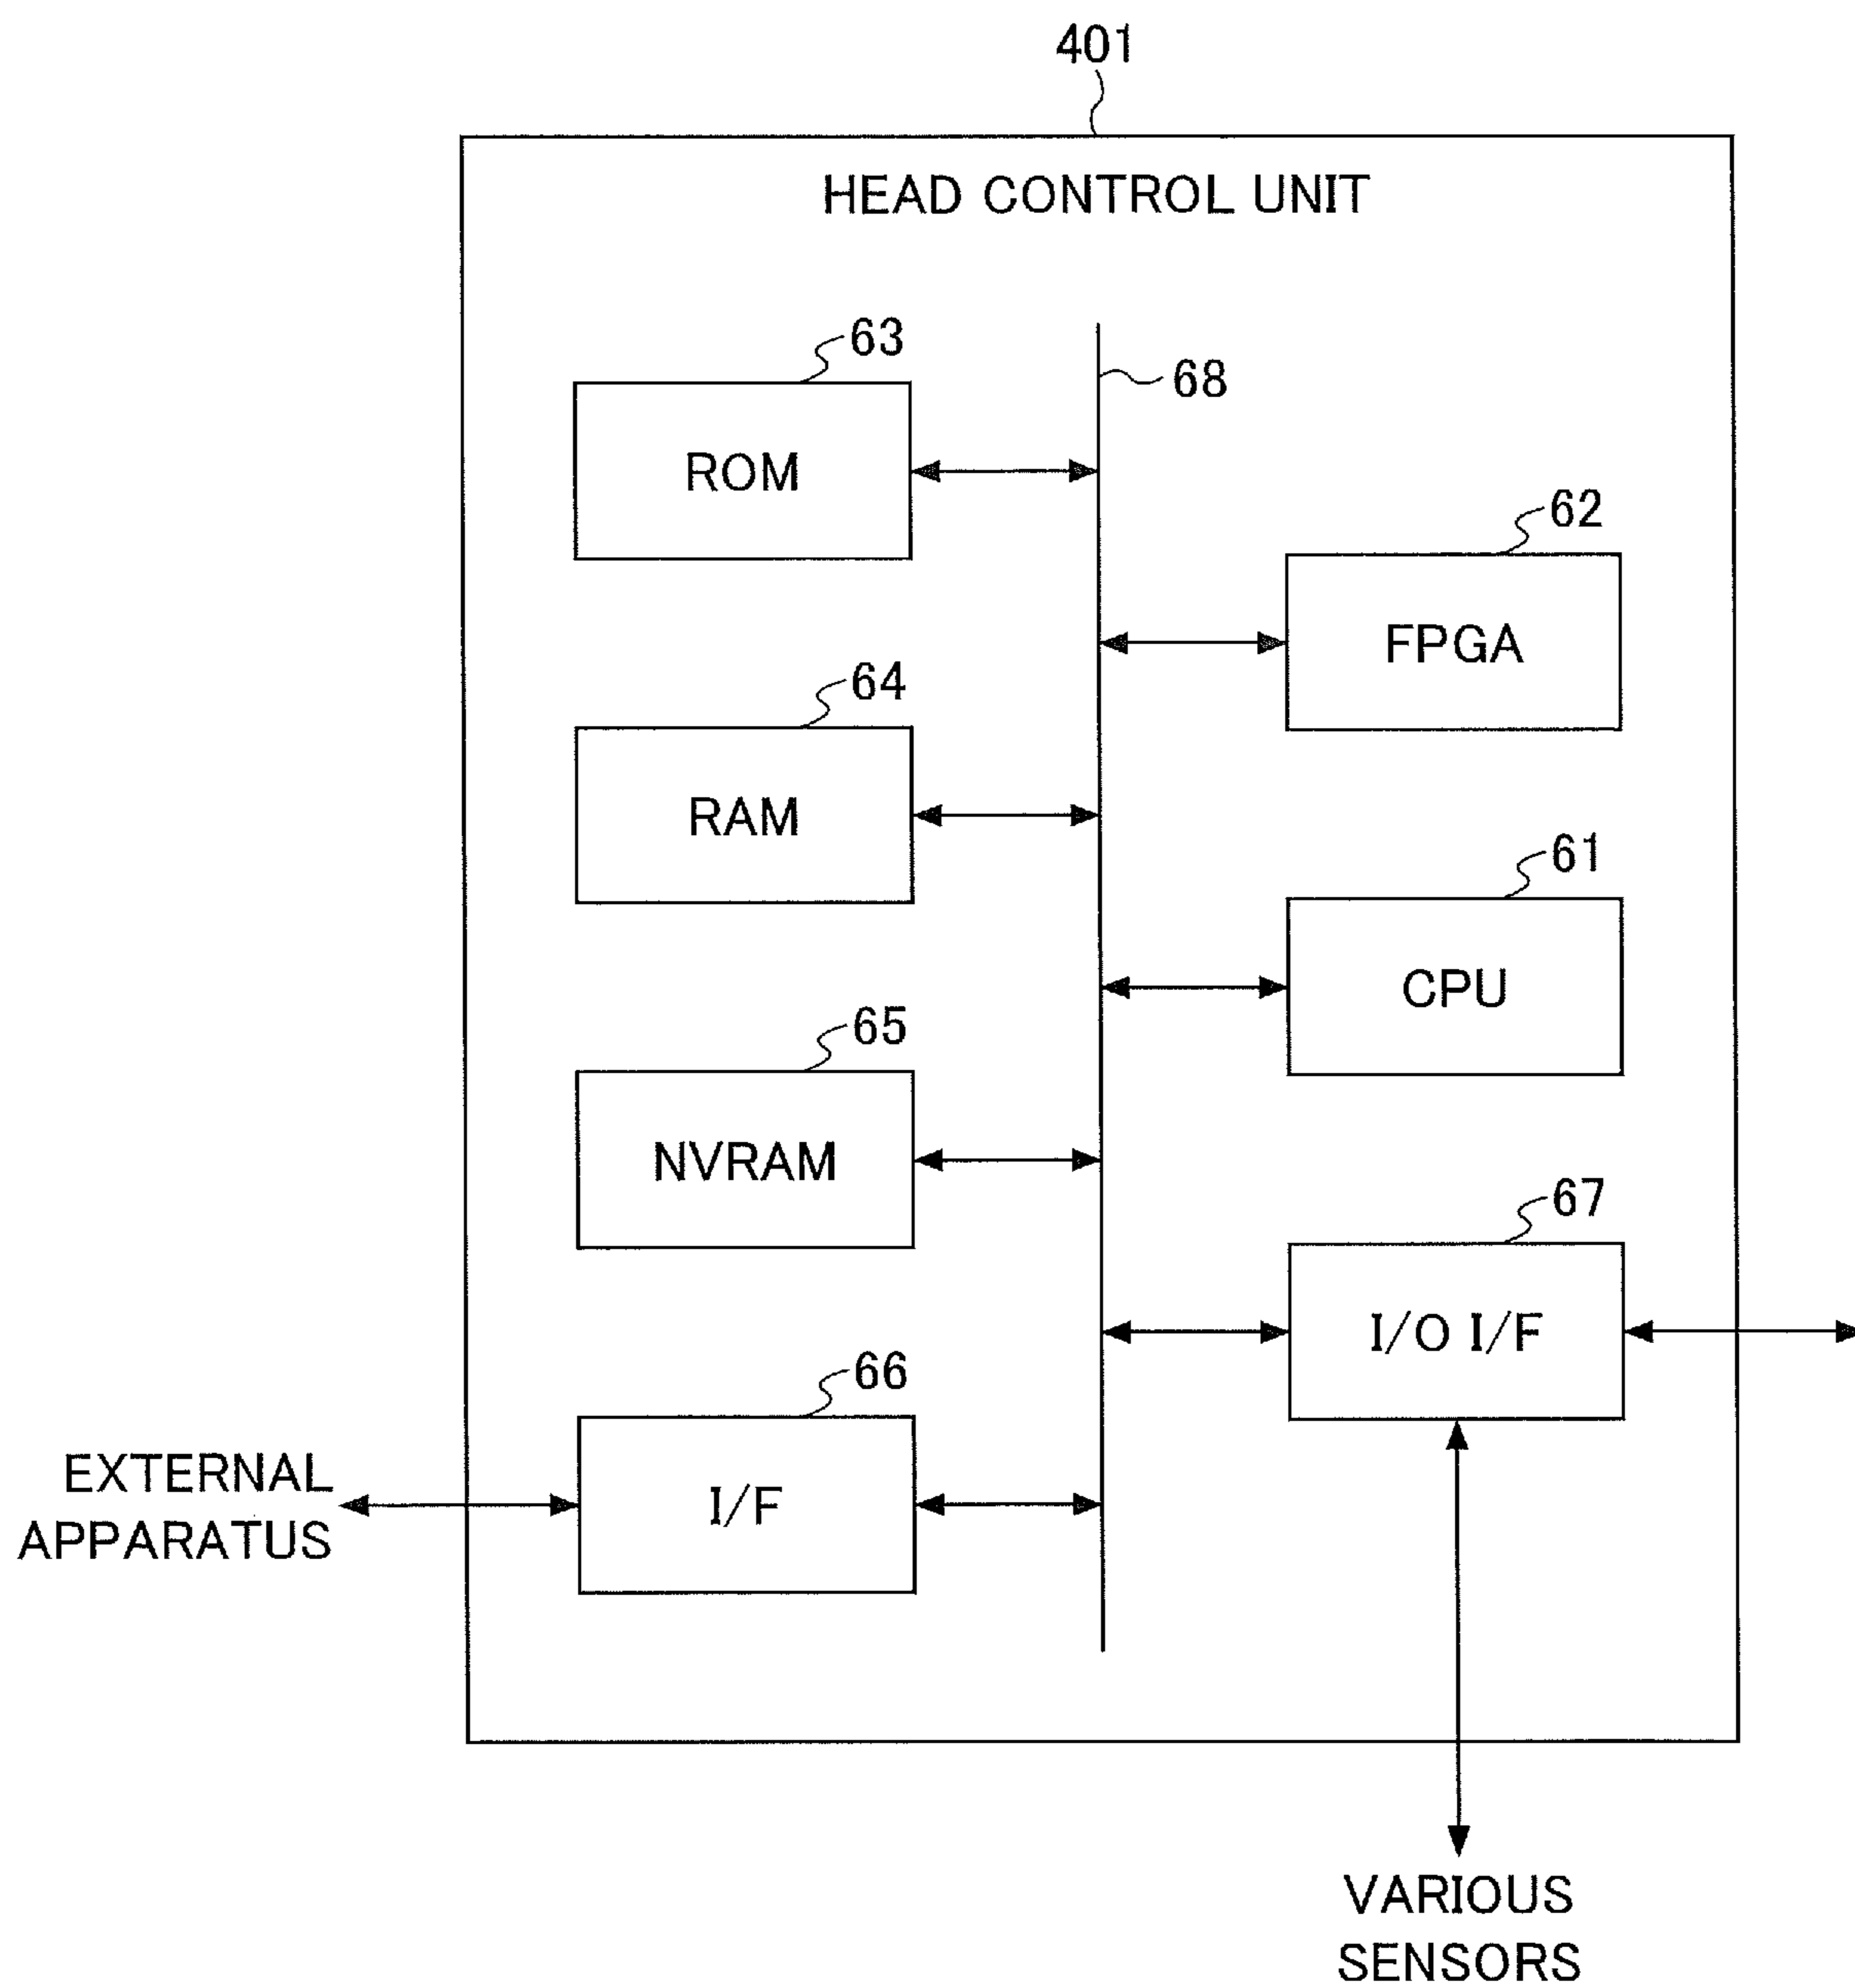 401
HEAD CONTROL UNIT
63
68
ROM
62
FPGA
64
RAM
61
CPU
65
NVRAM
67
I/O I/F
66
EXTERNAL
APPARATUS
I/F
VARIOUS
SENSORS